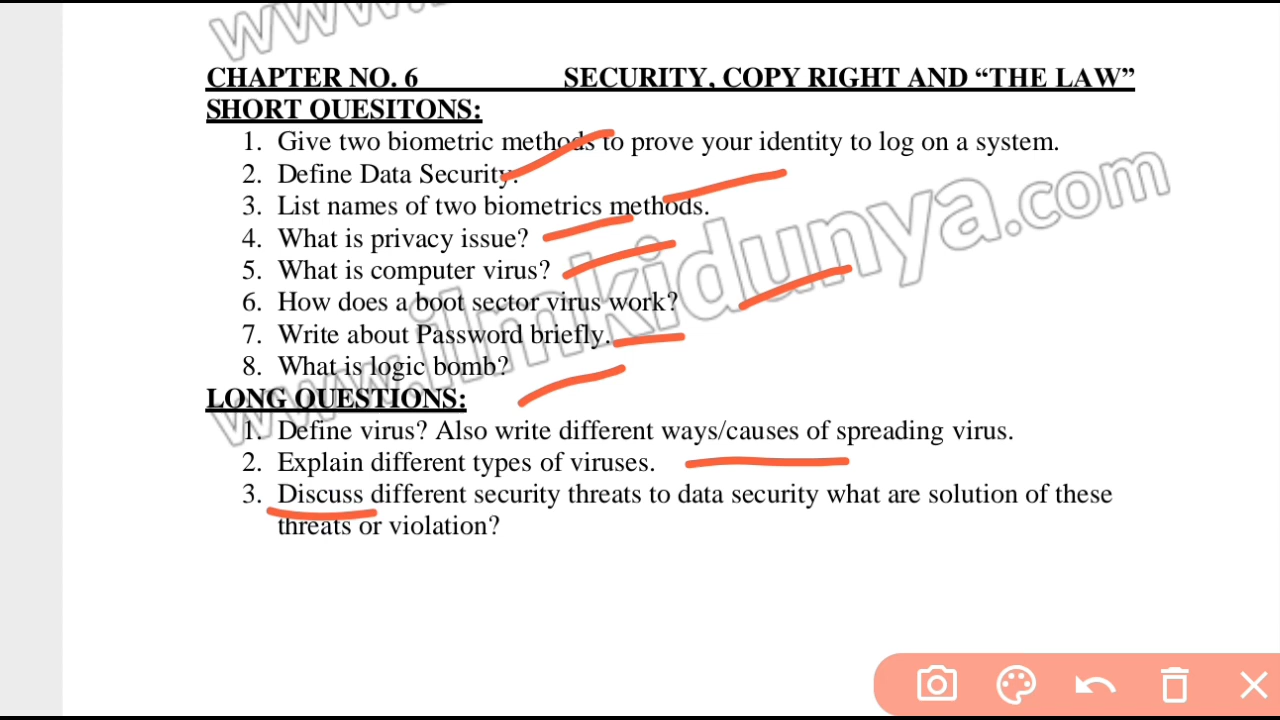 www.
CHAPTER NO. 6 SECURITY, COPY RIGHT AND “THE LAW”
SHORT QUESITONS:
1. Give two biometric methods to prove your identity to log on a system.
2. Define Data Security.
3. List names of two biometrics methods.
4. What is privacy issue?
5. What is computer virus?
6. How does a boot sector virus work?
7. Write about Password briefly.
8. What is logic bomb?
LONG QUESTIONS:
1. Define virus? Also write different ways/causes of spreading virus.
2. Explain different types of viruses.
3. Discuss different security threats to data security what are solution of these
threats or violation?
www.ilmkidunya.com